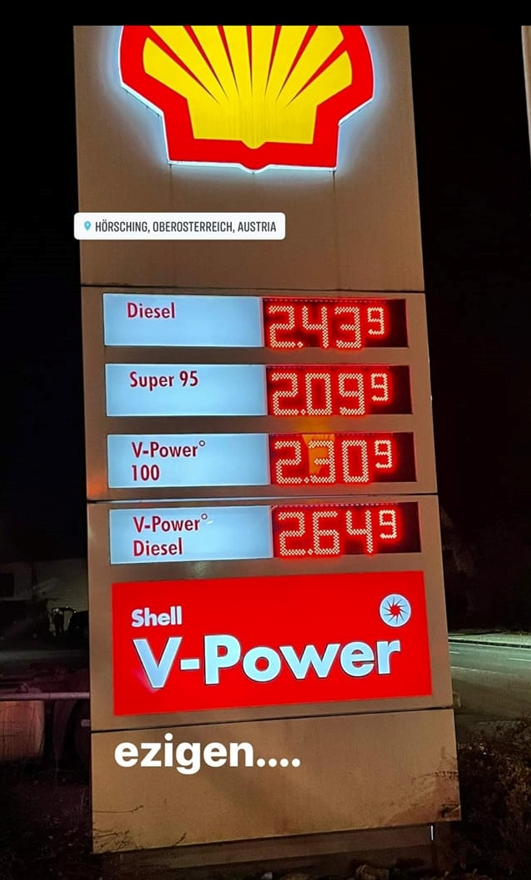 HÖRSCHING, OBEROSTERREICH, AUSTRIA
Diesel 2.439
Super 95 2.099
V-Power° 2.309
100
V-Power° 2.649
Diesel
Shell
V-Power
ezigen....